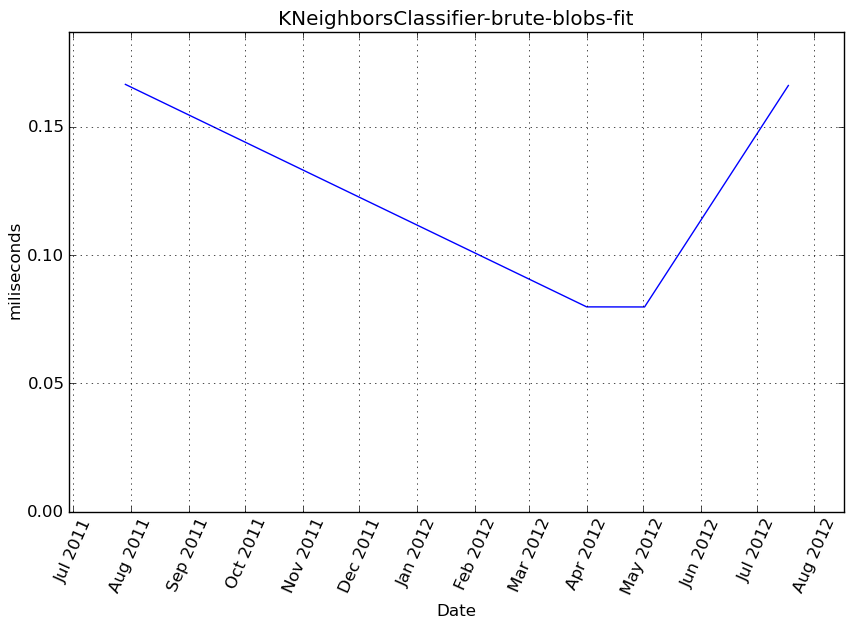 KNeighborsClassifier-brute-blobs-fit
miliseconds
0.15
0.10
0.05
0.00
Jul 2011
Aug 2011
Sep 2011
Oct 2011
Nov 2011
Dec 2011
Jan 2012
Feb 2012
Mar 2012
Apr 2012
May 2012
Jun 2012
Jul 2012
Aug 2012
Date